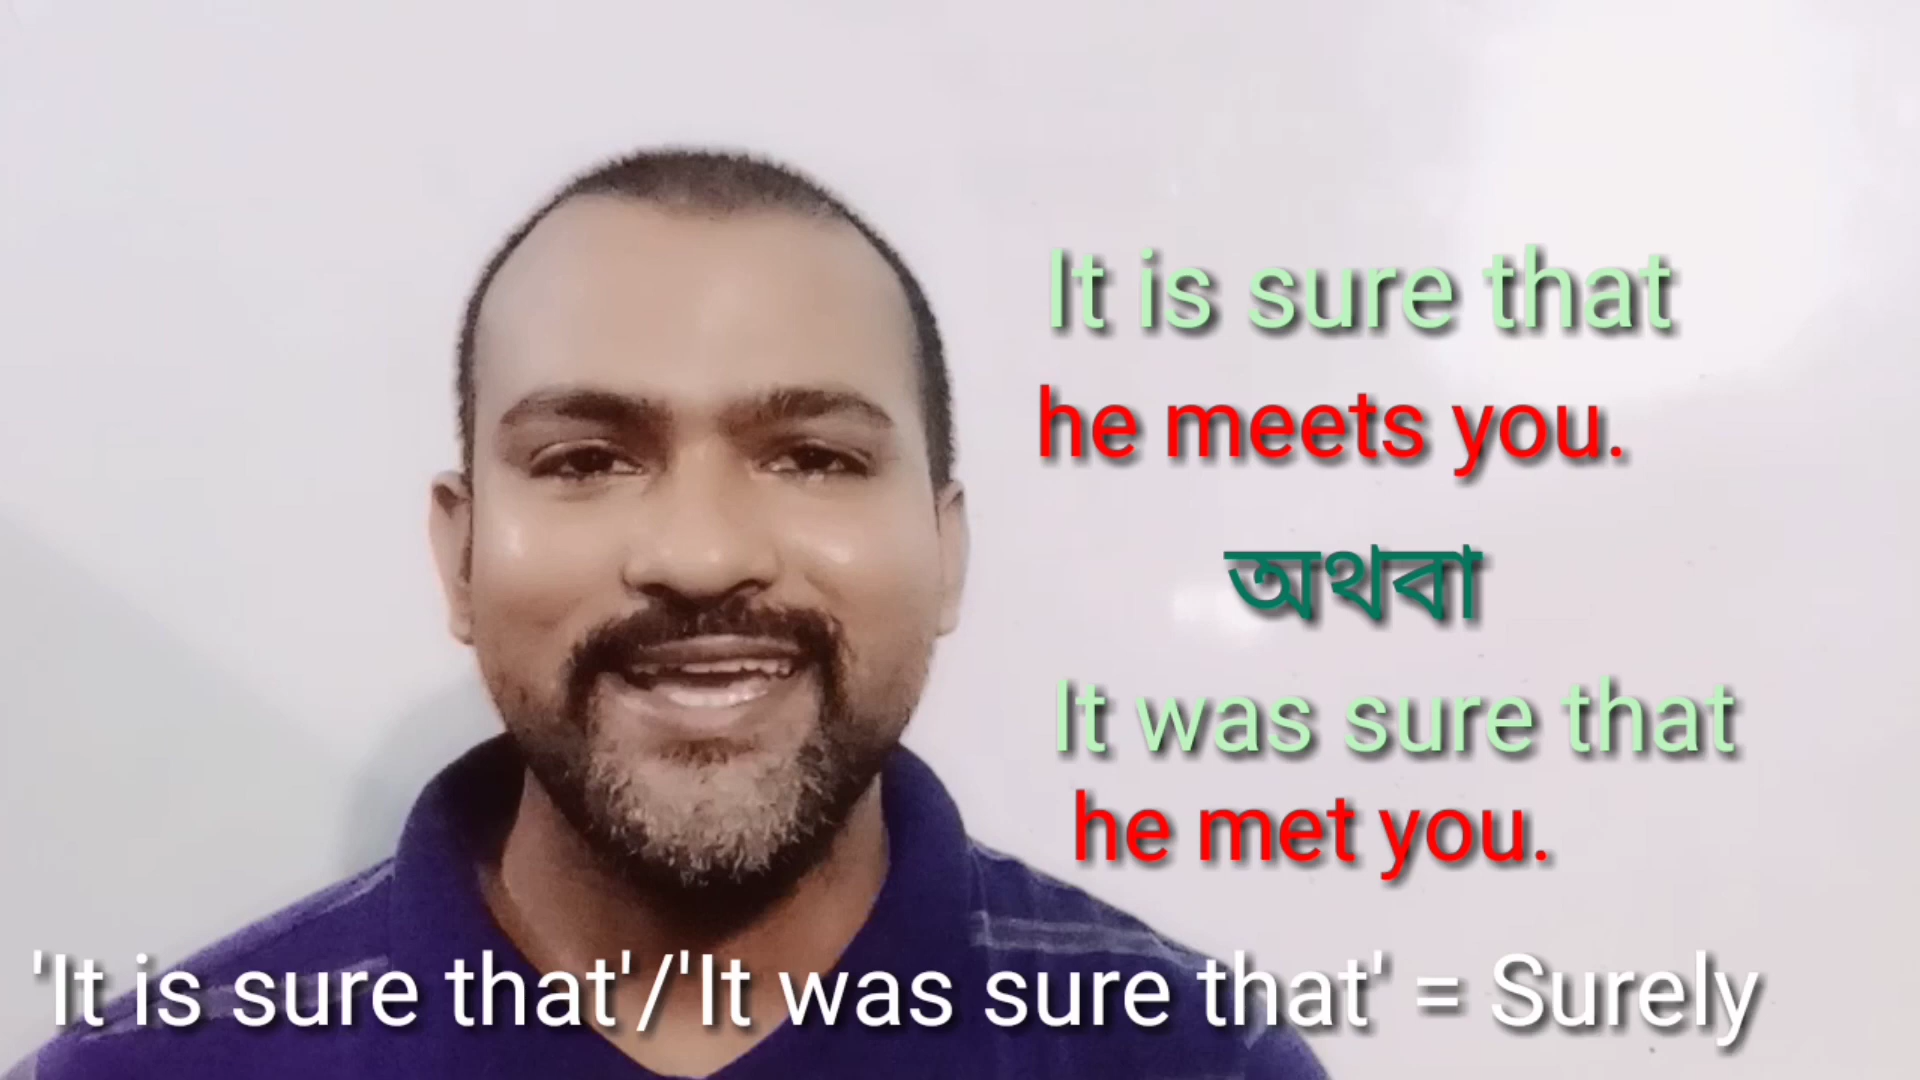 It is sure that
he meets you.
অথবা
It was sure that
he met you.
'It is sure that'/'It was sure that' = Surely